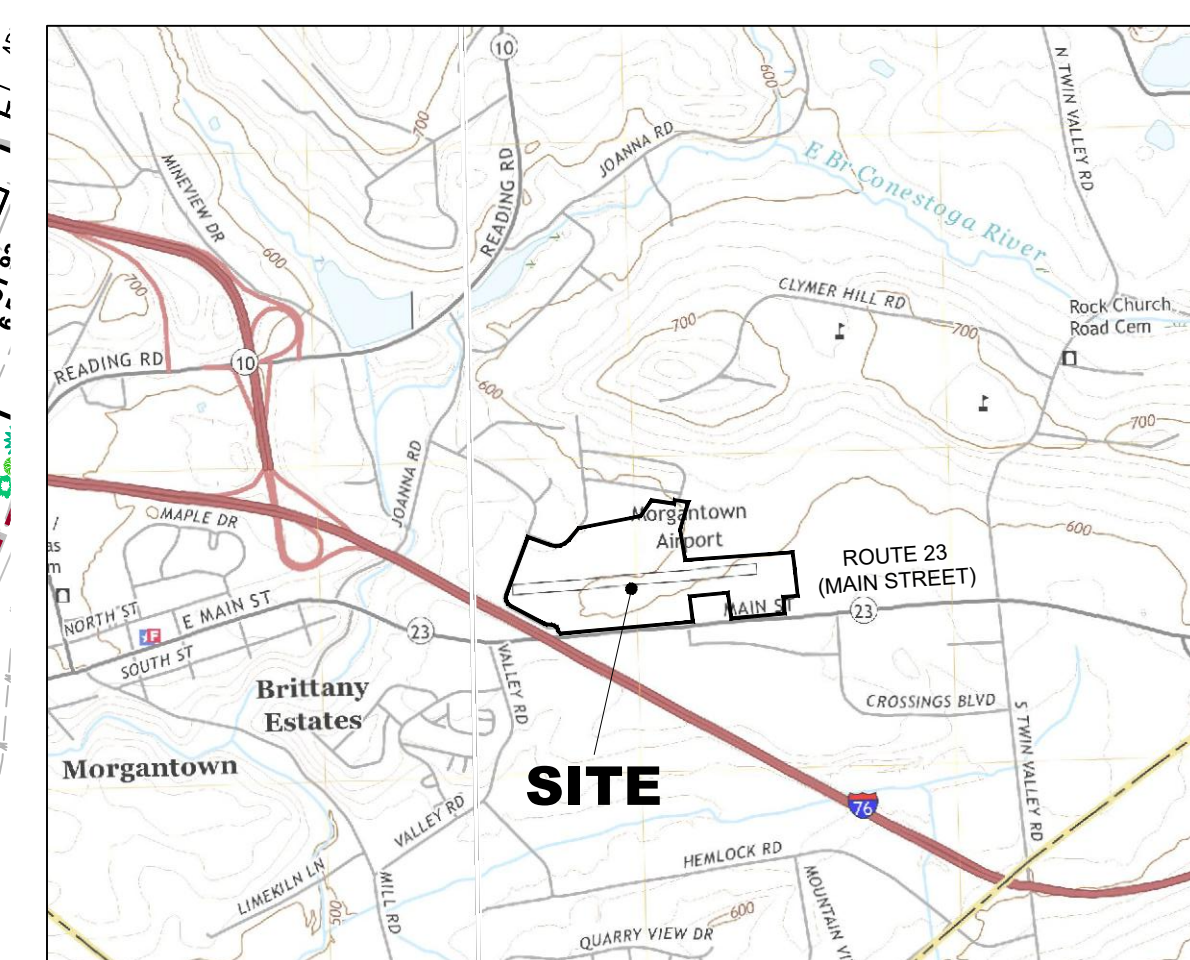 10
600
N TWIN VALLEY RD
700
JOANNA RD
E Br Conestoga River
MINEVIEW DR
READING RD
600
700
CLYMER HILL RD
Rock Church
Road Cem
700
700
READING RD
10
600
700
JOANNA RD
Morgantown
Airport
MAPLE DR
600
ROUTE 23
(MAIN STREET)
as
m
MAIN ST
23
NORTH ST
E MAIN ST
F
23
SOUTH ST
VALLEY RD
Brittany
Estates
CROSSINGS BLVD
S TWIN VALLEY RD
Morgantown
SITE
76
VALLEY RD
HEMLOCK RD
LIMEKILN LN
MILL RD
500
MOUNTAIN VI
600
QUARRY VIEW DR